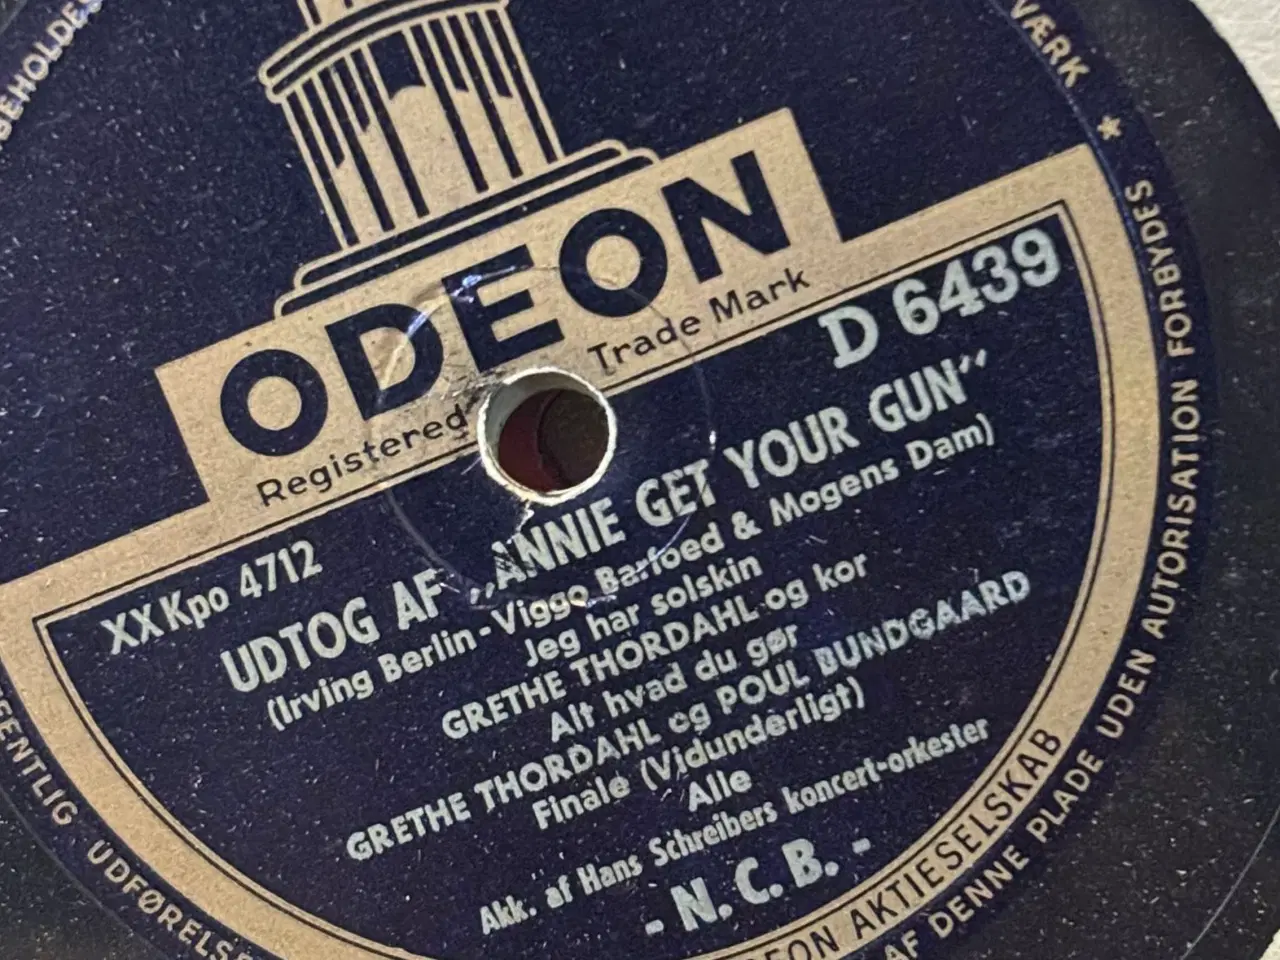 ODEON
Registered Trade Mark
D 6439
XX Kpo 4712
UDTOG AF „ANNIE GET YOUR GUN”
(Irving Berlin - Viggo Barfoed & Mogens Dam)
Jeg har solskin
GRETHE THORDAHL og kor
Alt hvad du gør
GRETHE THORDAHL og POUL BUNDGAARD
Finale (Vidunderligt)
Alle
Akk. af Hans Schreibers koncert-orkester
- N. C. B. -
AKTIESELSKAB
VÆRK *
AF DENNE PLADE UDEN AUTORISATION FORBYDES